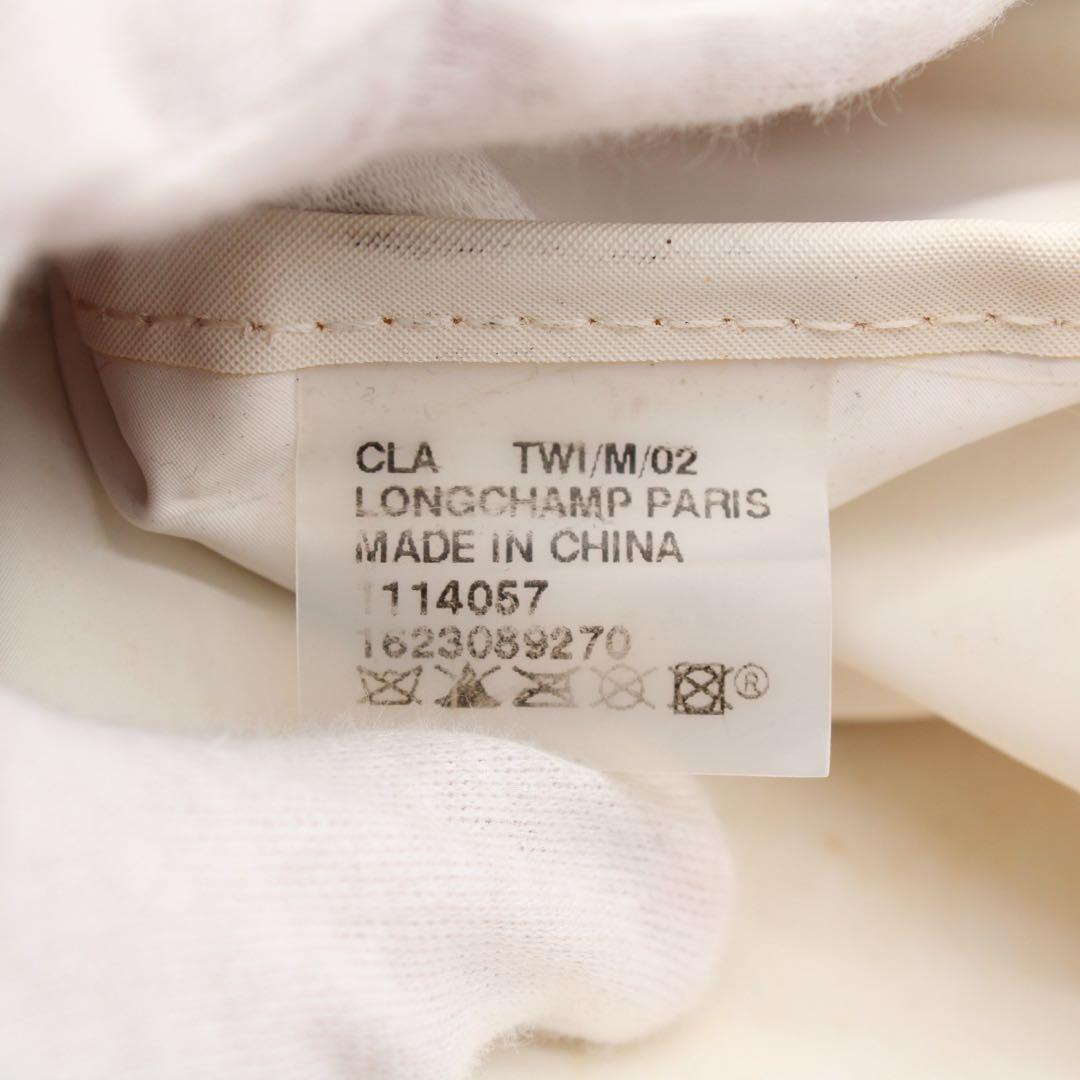 CLA TWI/M/02
LONGCHAMP PARIS
MADE IN CHINA
1114057
1623089270
®